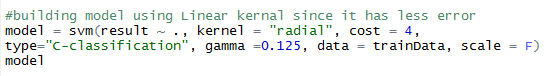 #building model using Linear kernal since it has less error
model = svm(result ~ ., kernel = "radial", cost = 4,
type="C-classification", gamma =0.125, data = trainData, scale = F)
model